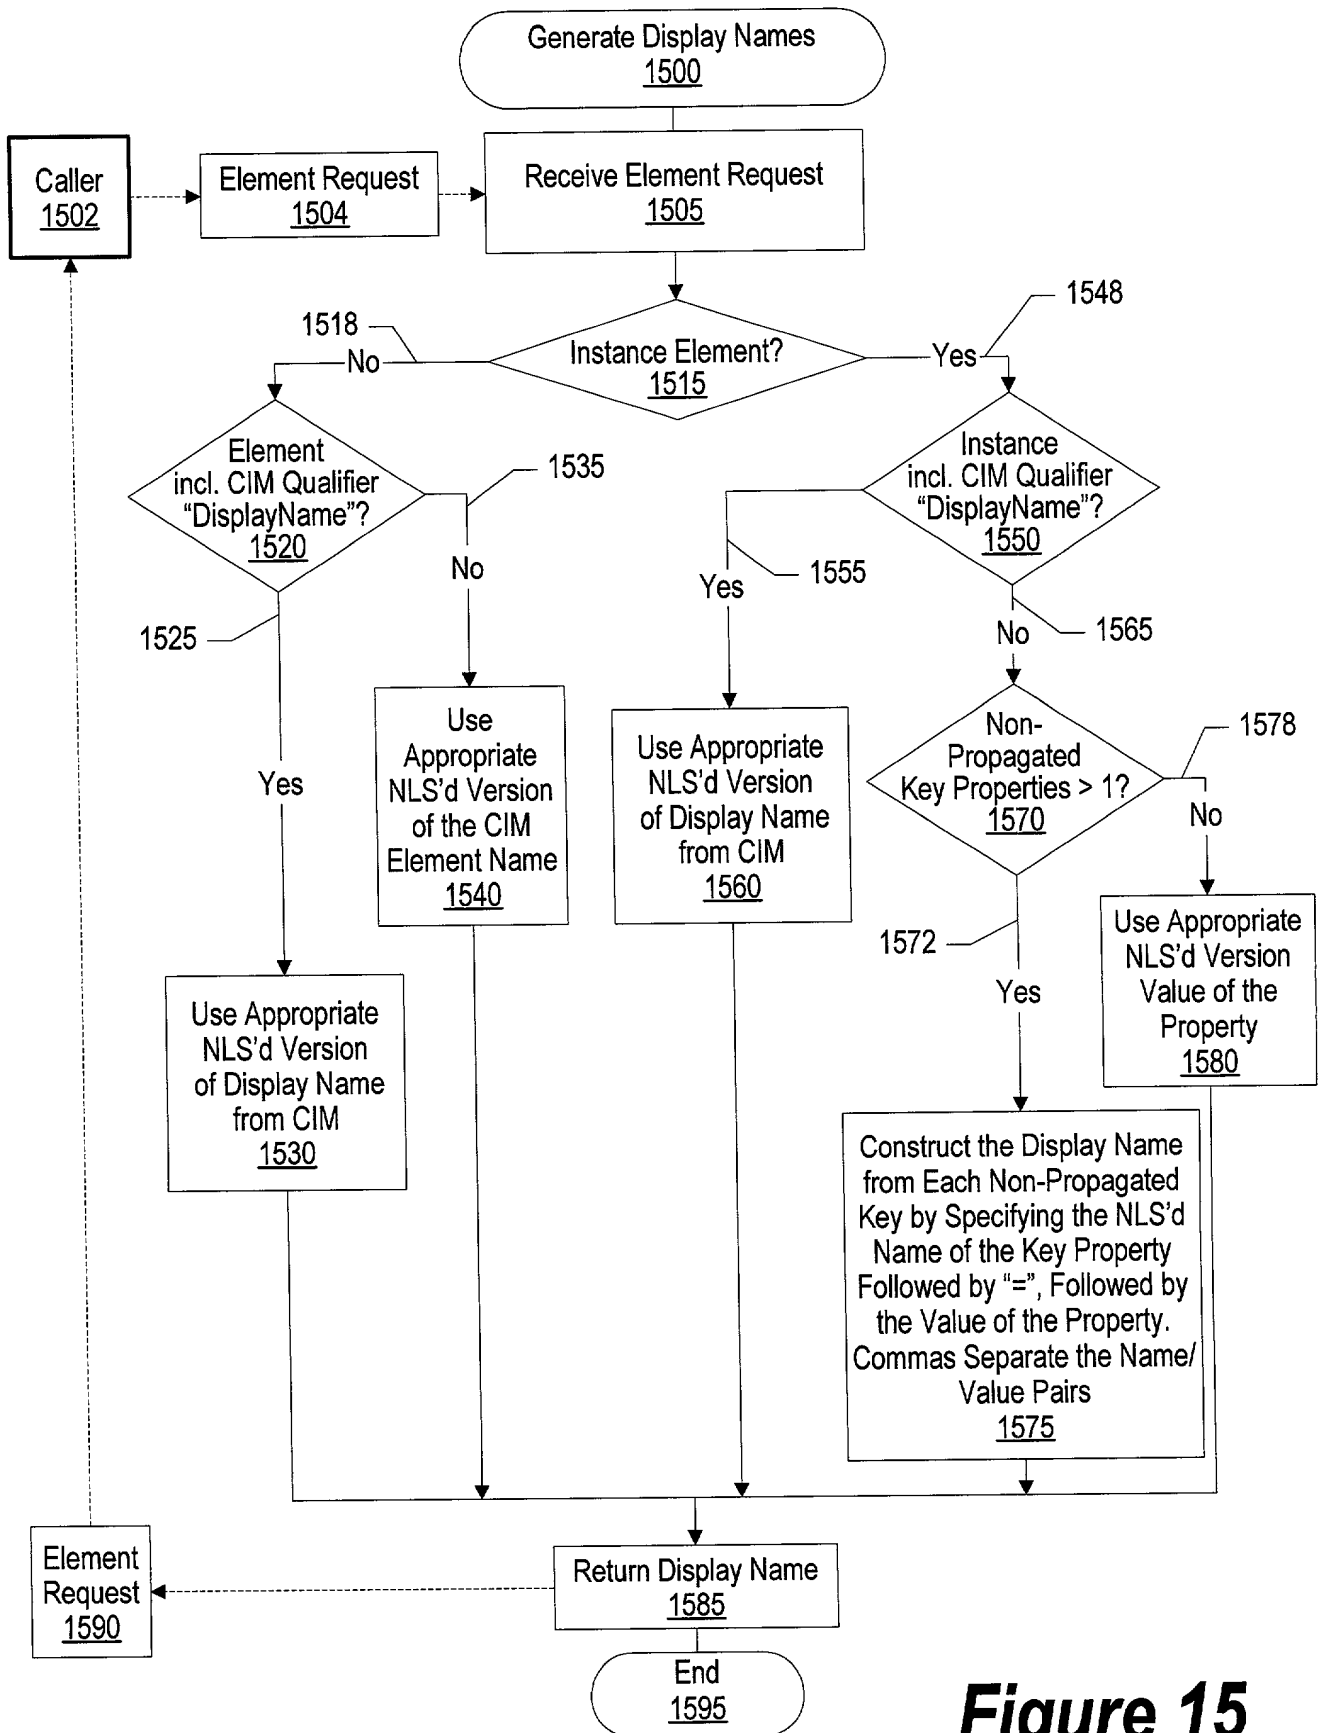 Generate Display Names
1500
Caller
1502
Element Request
1504
Receive Element Request
1505
1548
1518
Instance Element?
1515
No
Yes
Element
incl. CIM Qualifier
“DisplayName”?
1520
1535
Instance
incl. CIM Qualifier
“DisplayName”?
1550
No
1555
Yes
1525
1565
No
Use
Appropriate
NLS’d Version
of the CIM
Element Name
1540
Use Appropriate
NLS’d Version
of Display Name
from CIM
1560
Non-
Propagated
Key Properties > 1?
1570
1578
Yes
No
1572
Yes
Use Appropriate
NLS’d Version
Value of the
Property
1580
Use Appropriate
NLS’d Version
of Display Name
from CIM
1530
Construct the Display Name
from Each Non-Propagated
Key by Specifying the NLS’d
Name of the Key Property
Followed by “=”, Followed by
the Value of the Property.
Commas Separate the Name/
Value Pairs
1575
Element
Request
1590
Return Display Name
1585
End
1595
Figure 15